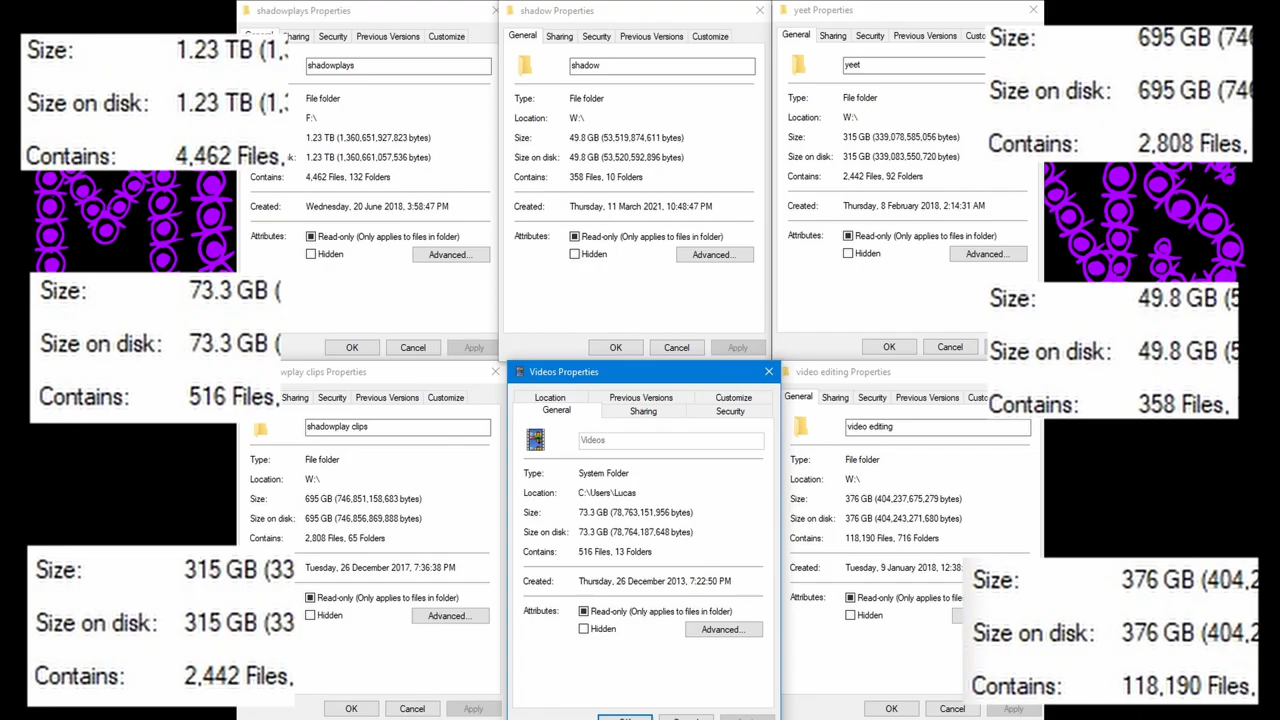 shadowplays Properties
Sharing Security Previous Versions Customize
shadowplays
File folder
F:\
1.23 TB (1,360,651,927,823 bytes)
1.23 TB (1,360,661,057,536 bytes)
Contains: 4,462 Files, 132 Folders
Created: Wednesday, 20 June 2018, 3:58:47 PM
Attributes: Read-only (Only applies to files in folder)
Hidden Advanced...
OK Cancel Apply
shadow Properties
General Sharing Security Previous Versions Customize
shadow
Type: File folder
Location: W:\
Size: 49.8 GB (53,519,874,611 bytes)
Size on disk: 49.8 GB (53,520,592,896 bytes)
Contains: 358 Files, 10 Folders
Created: Thursday, 11 March 2021, 10:48:47 PM
Attributes: Read-only (Only applies to files in folder)
Hidden Advanced...
OK Cancel Apply
yeet Properties
General Sharing Security Previous Versions Custo
yeet
Type: File folder
Location: W:\
Size: 315 GB (339,078,585,056 bytes)
Size on disk: 315 GB (339,083,550,720 bytes)
Contains: 2,442 Files, 92 Folders
Created: Thursday, 8 February 2018, 2:14:31 AM
Attributes: Read-only (Only applies to files in folder)
Hidden Advanced...
OK Cancel
Size: 1.23 TB (1,
Size on disk: 1.23 TB (1,
Contains: 4,462 Files,
Size: 695 GB (746
Size on disk: 695 GB (746
Contains: 2,808 Files,
Size: 73.3 GB (
Size on disk: 73.3 GB (
Contains: 516 Files,
Size: 49.8 GB (5
Size on disk: 49.8 GB (5
Contains: 358 Files,
wplay clips Properties
Sharing Security Previous Versions Customize
shadowplay clips
Type: File folder
Location: W:\
Size: 695 GB (746,851,158,683 bytes)
Size on disk: 695 GB (746,856,869,888 bytes)
Contains: 2,808 Files, 65 Folders
Tuesday, 26 December 2017, 7:36:38 PM
Read-only (Only applies to files in folder)
Hidden Advanced...
OK Cancel Apply
Videos Properties
Location Previous Versions Customize
General Sharing Security
Videos
Type: System Folder
Location: C:\Users\Lucas
Size: 73.3 GB (78,763,151,956 bytes)
Size on disk: 73.3 GB (78,764,187,648 bytes)
Contains: 516 Files, 13 Folders
Created: Thursday, 26 December 2013, 7:22:50 PM
Attributes: Read-only (Only applies to files in folder)
Hidden Advanced...
video editing Properties
General Sharing Security Previous Versions Custo
video editing
Type: File folder
Location: W:\
Size: 376 GB (404,237,675,279 bytes)
Size on disk: 376 GB (404,243,271,680 bytes)
Contains: 118,190 Files, 716 Folders
Created: Tuesday, 9 January 2018, 12:38:
Attributes: Read-only (Only applies to file
Hidden
OK Cancel Apply
Size: 315 GB (33
Size on disk: 315 GB (33
Contains: 2,442 Files,
Size: 376 GB (404,2
Size on disk: 376 GB (404,2
Contains: 118,190 Files,